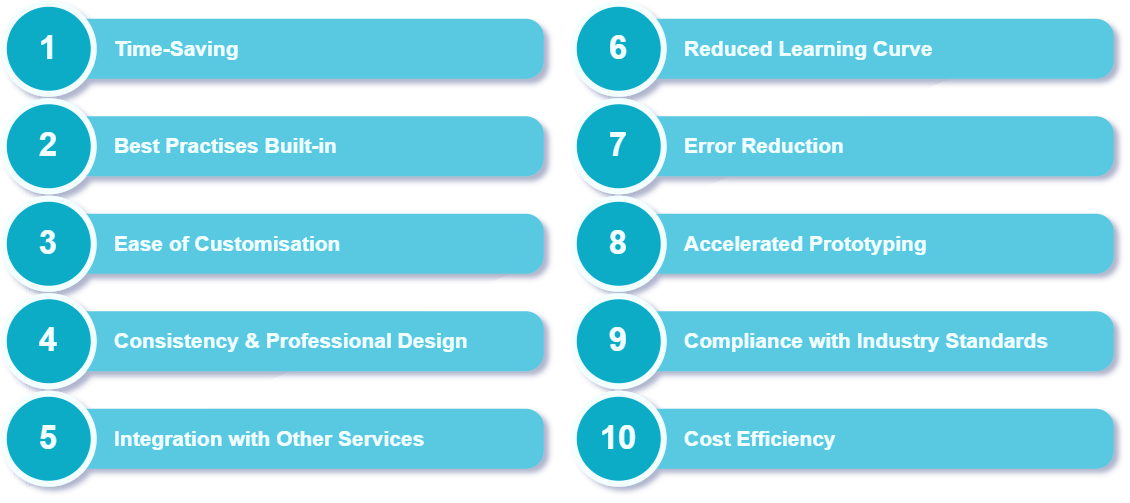 1
Time-Saving
2
Best Practises Built-in
3
Ease of Customisation
4
Consistency & Professional Design
5
Integration with Other Services
6
Reduced Learning Curve
7
Error Reduction
8
Accelerated Prototyping
9
Compliance with Industry Standards
10
Cost Efficiency